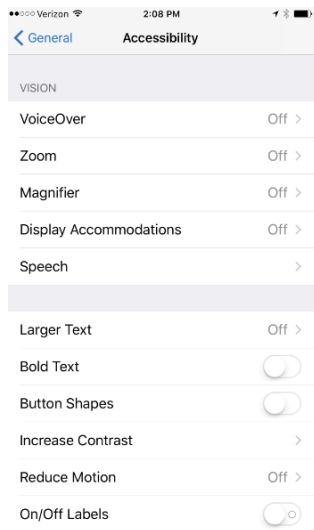 Verizon 2:08 PM
General Accessibility
VISION
VoiceOver Off
Zoom Off
Magnifier Off
Display Accommodations Off
Speech
Larger Text Off
Bold Text
Button Shapes
Increase Contrast
Reduce Motion Off
On/Off Labels